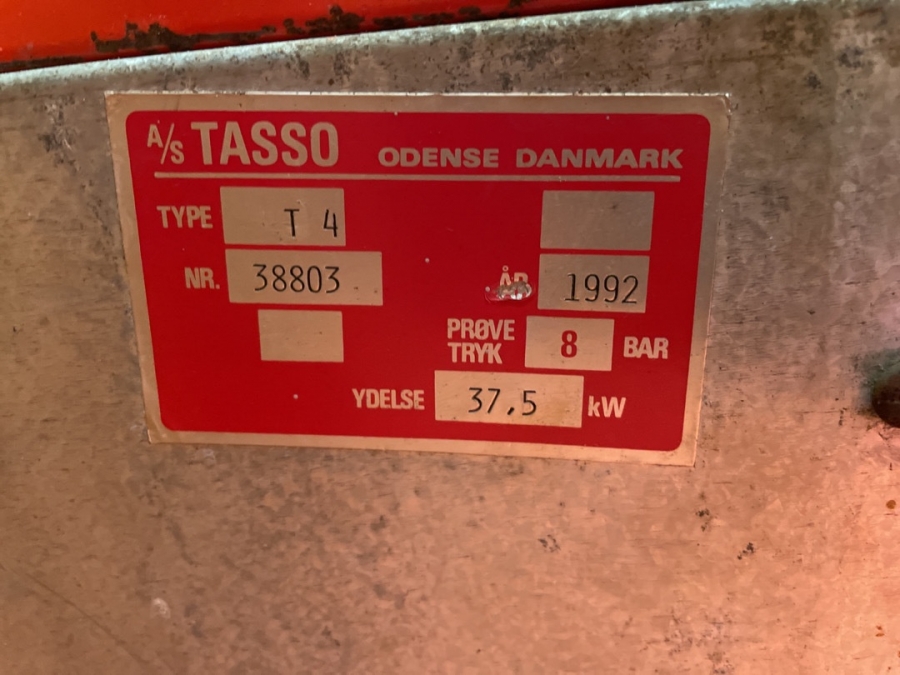 A/S TASSO ODENSE DANMARK
TYPE T 4
NR. 38803 ÅR 1992
PRØVE TRYK 8 BAR
YDELSE 37,5 kW